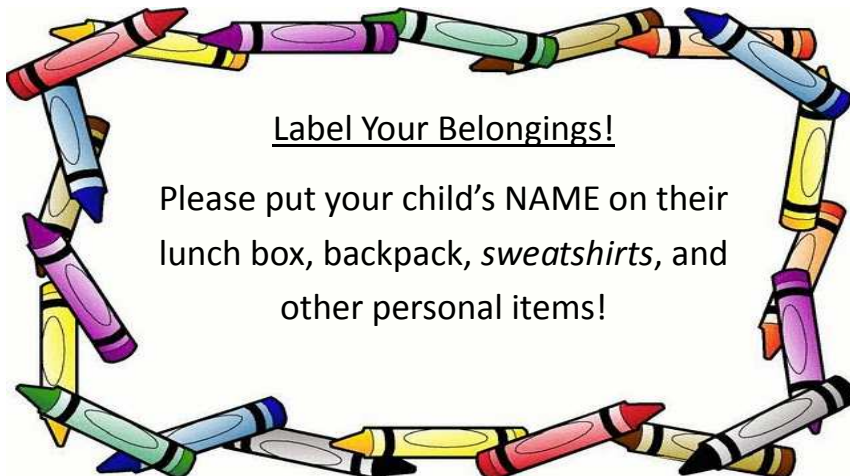 Label Your Belongings!
Please put your child’s NAME on their
lunch box, backpack, sweatshirts, and
other personal items!